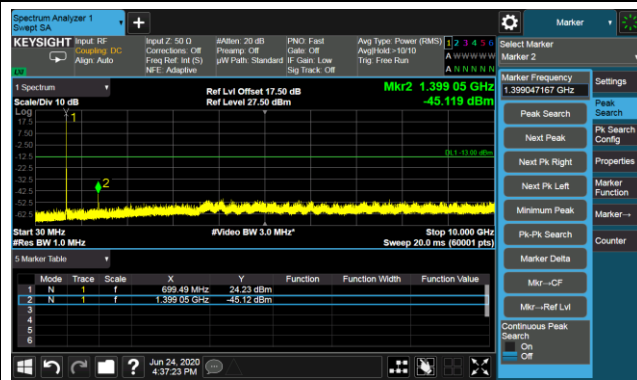 Spectrum Analyzer 1
Swept SA
Marker
KEYSIGHT
Input: RF
Coupling: DC
Align: Auto
Input Z: 50 Ω
Corrections: Off
Freq Ref: Int (S)
NFE: Adaptive
#Atten: 20 dB
Preamp: Off
µW Path: Standard
PNO: Fast
Gate: Off
IF Gain: Low
Sig Track: Off
Avg Type: Power (RMS)
Avg|Hold:>10/10
Trig: Free Run
1 2 3 4 5 6
A W W W W W
A N N N N N
Select Marker
Marker 2
1 Spectrum
Scale/Div 10 dB
Ref Lvl Offset 17.50 dB
Ref Level 27.50 dBm
Mkr2 1.399 05 GHz
-45.119 dBm
Log
17.5
7.50
-2.50
-12.5
-22.5
-32.5
-42.5
-52.5
-62.5
1
2
DL1 -13.00 dBm
Start 30 MHz
#Res BW 1.0 MHz
#Video BW 3.0 MHz*
Stop 10.000 GHz
Sweep 20.0 ms (60001 pts)
5 Marker Table
Mode Trace Scale X Y Function Function Width Function Value
1 N 1 f 699.49 MHz 24.23 dBm
2 N 1 f 1.399 05 GHz -45.12 dBm
3
4
5
6
Marker Frequency
1.399047167 GHz
Peak Search
Next Peak
Next Pk Right
Next Pk Left
Minimum Peak
Pk-Pk Search
Marker Delta
Mkr→CF
Mkr→Ref Lvl
Continuous Peak
Search
On
Off
Settings
Peak
Search
Pk Search
Config
Properties
Marker
Function
Marker→
Counter
Jun 24, 2020
4:37:23 PM